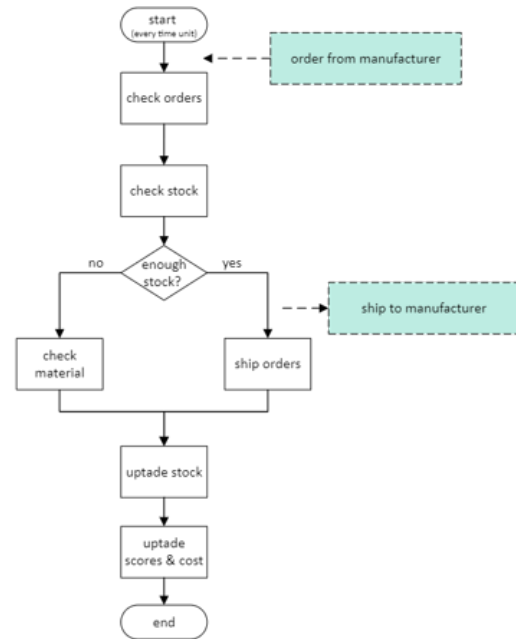 start
(every time unit)
order from manufacturer
check orders
check stock
no
enough
stock?
yes
ship to manufacturer
check
material
ship orders
uptade stock
uptade
scores & cost
end